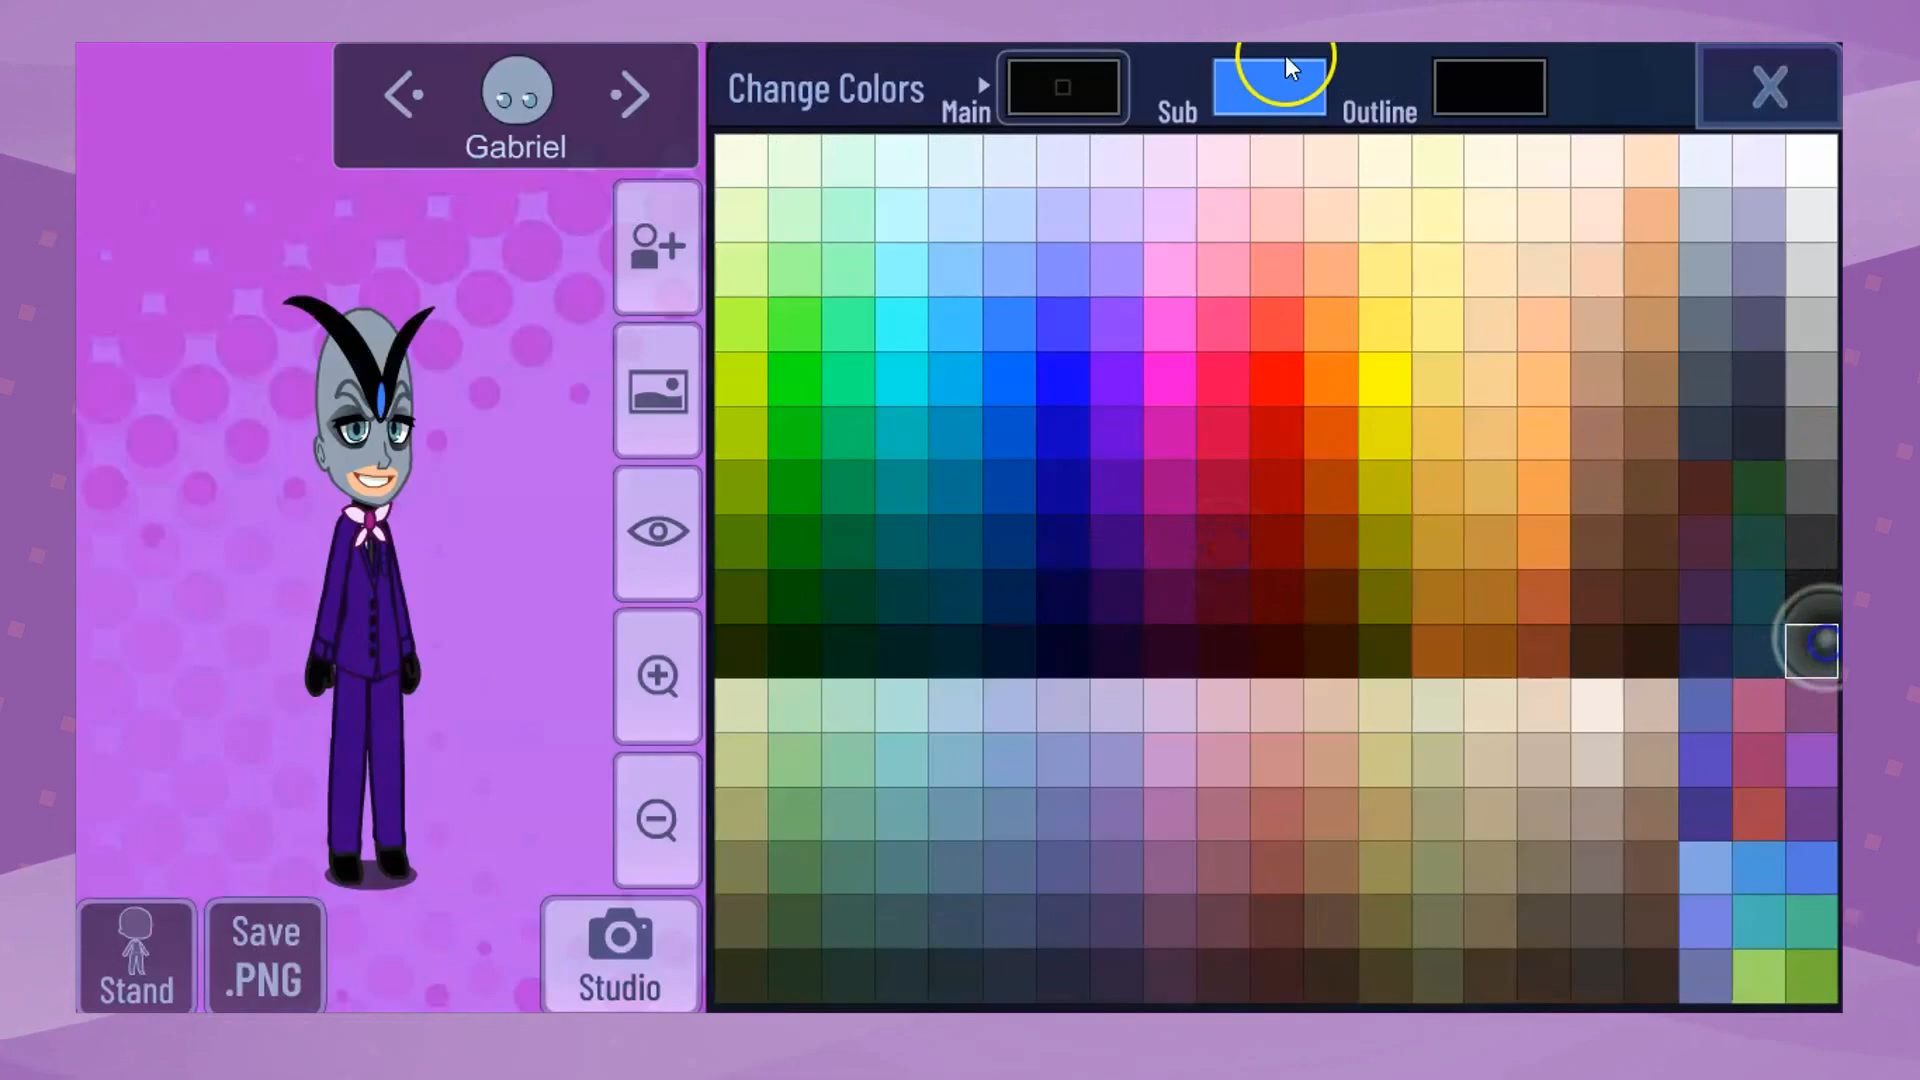 Gabriel
Change Colors
Main
Sub
Outline
X
Stand
Save
.PNG
Studio